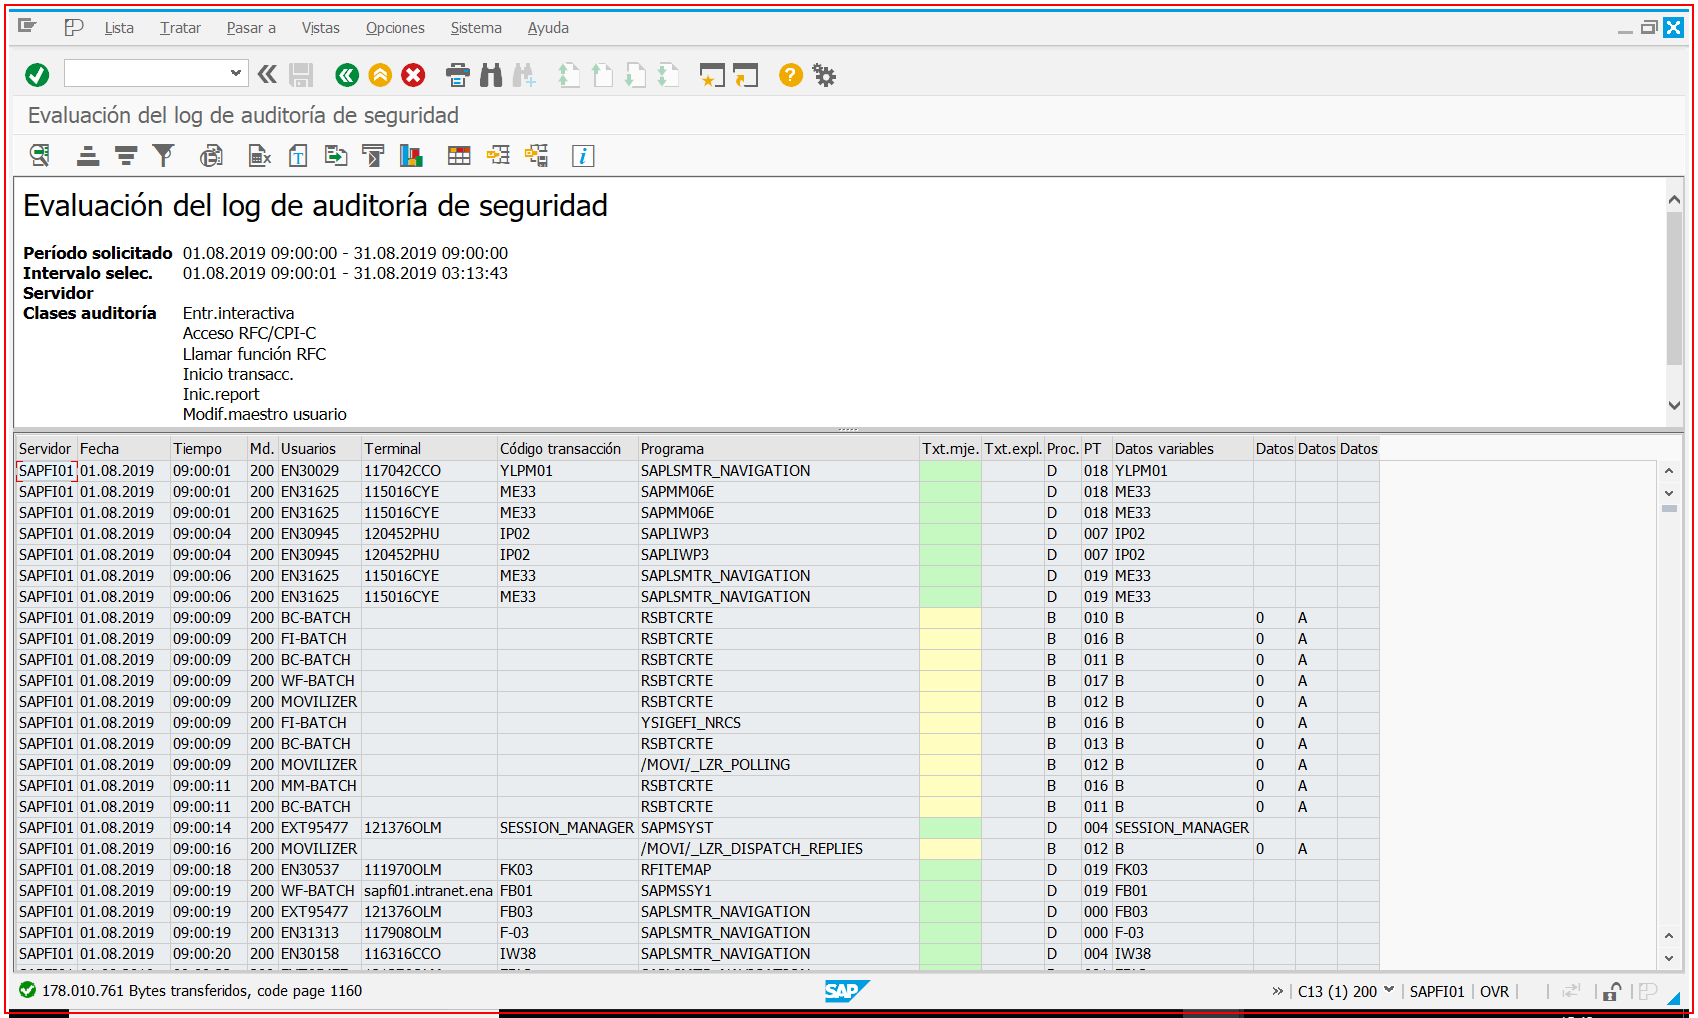 Lista Tratar Pasar a Vistas Opciones Sistema Ayuda
Evaluación del log de auditoría de seguridad
Evaluación del log de auditoría de seguridad
Período solicitado 01.08.2019 09:00:00 - 31.08.2019 09:00:00
Intervalo selec. 01.08.2019 09:00:01 - 31.08.2019 03:13:43
Servidor
Clases auditoría Entr.interactiva
Acceso RFC/CPI-C
Llamar función RFC
Inicio transacc.
Inic.report
Modif.maestro usuario
Servidor Fecha Tiempo Md. Usuarios Terminal Código transacción Programa Txt.mje. Txt.expl. Proc. PT Datos variables Datos Datos Datos
SAPFI01 01.08.2019 09:00:01 200 EN30029 117042CCO YLPM01 SAPLSMTR_NAVIGATION D 018 YLPM01
SAPFI01 01.08.2019 09:00:01 200 EN31625 115016CYE ME33 SAPMM06E D 018 ME33
SAPFI01 01.08.2019 09:00:01 200 EN31625 115016CYE ME33 SAPMM06E D 018 ME33
SAPFI01 01.08.2019 09:00:04 200 EN30945 120452PHU IP02 SAPLIWP3 D 007 IP02
SAPFI01 01.08.2019 09:00:04 200 EN30945 120452PHU IP02 SAPLIWP3 D 007 IP02
SAPFI01 01.08.2019 09:00:06 200 EN31625 115016CYE ME33 SAPLSMTR_NAVIGATION D 019 ME33
SAPFI01 01.08.2019 09:00:06 200 EN31625 115016CYE ME33 SAPLSMTR_NAVIGATION D 019 ME33
SAPFI01 01.08.2019 09:00:09 200 BC-BATCH RSBTCRTE B 010 B 0 A
SAPFI01 01.08.2019 09:00:09 200 FI-BATCH RSBTCRTE B 016 B 0 A
SAPFI01 01.08.2019 09:00:09 200 BC-BATCH RSBTCRTE B 011 B 0 A
SAPFI01 01.08.2019 09:00:09 200 WF-BATCH RSBTCRTE B 017 B 0 A
SAPFI01 01.08.2019 09:00:09 200 MOVILIZER RSBTCRTE B 012 B 0 A
SAPFI01 01.08.2019 09:00:09 200 FI-BATCH YSIGEFI_NRCS B 016 B 0 A
SAPFI01 01.08.2019 09:00:09 200 BC-BATCH RSBTCRTE B 013 B 0 A
SAPFI01 01.08.2019 09:00:09 200 MOVILIZER /MOVI/_LZR_POLLING B 012 B 0 A
SAPFI01 01.08.2019 09:00:11 200 MM-BATCH RSBTCRTE B 016 B 0 A
SAPFI01 01.08.2019 09:00:11 200 BC-BATCH RSBTCRTE B 011 B 0 A
SAPFI01 01.08.2019 09:00:14 200 EXT95477 121376OLM SESSION_MANAGER SAPMSYST D 004 SESSION_MANAGER
SAPFI01 01.08.2019 09:00:16 200 MOVILIZER /MOVI/_LZR_DISPATCH_REPLIES B 012 B 0 A
SAPFI01 01.08.2019 09:00:18 200 EN30537 111970OLM FK03 RFITEMAP D 019 FK03
SAPFI01 01.08.2019 09:00:19 200 WF-BATCH sapfi01.intranet.ena FB01 SAPMSSY1 D 019 FB01
SAPFI01 01.08.2019 09:00:19 200 EXT95477 121376OLM FB03 SAPLSMTR_NAVIGATION D 000 FB03
SAPFI01 01.08.2019 09:00:19 200 EN31313 117908OLM F-03 SAPLSMTR_NAVIGATION D 000 F-03
SAPFI01 01.08.2019 09:00:20 200 EN30158 116316CCO IW38 SAPLSMTR_NAVIGATION D 004 IW38
178.010.761 Bytes transferidos, code page 1160 SAP C13 (1) 200 SAPFI01 OVR